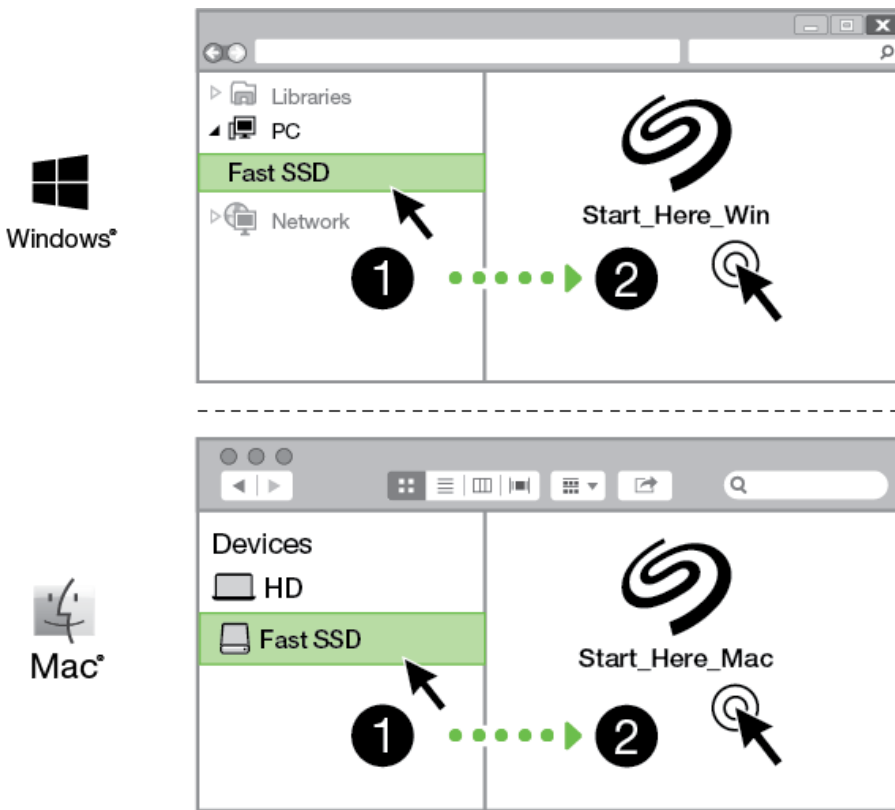 Libraries
PC
Fast SSD
Network
Start_Here_Win
Windows®
1
2
Devices
HD
Fast SSD
Start_Here_Mac
Mac®
1
2